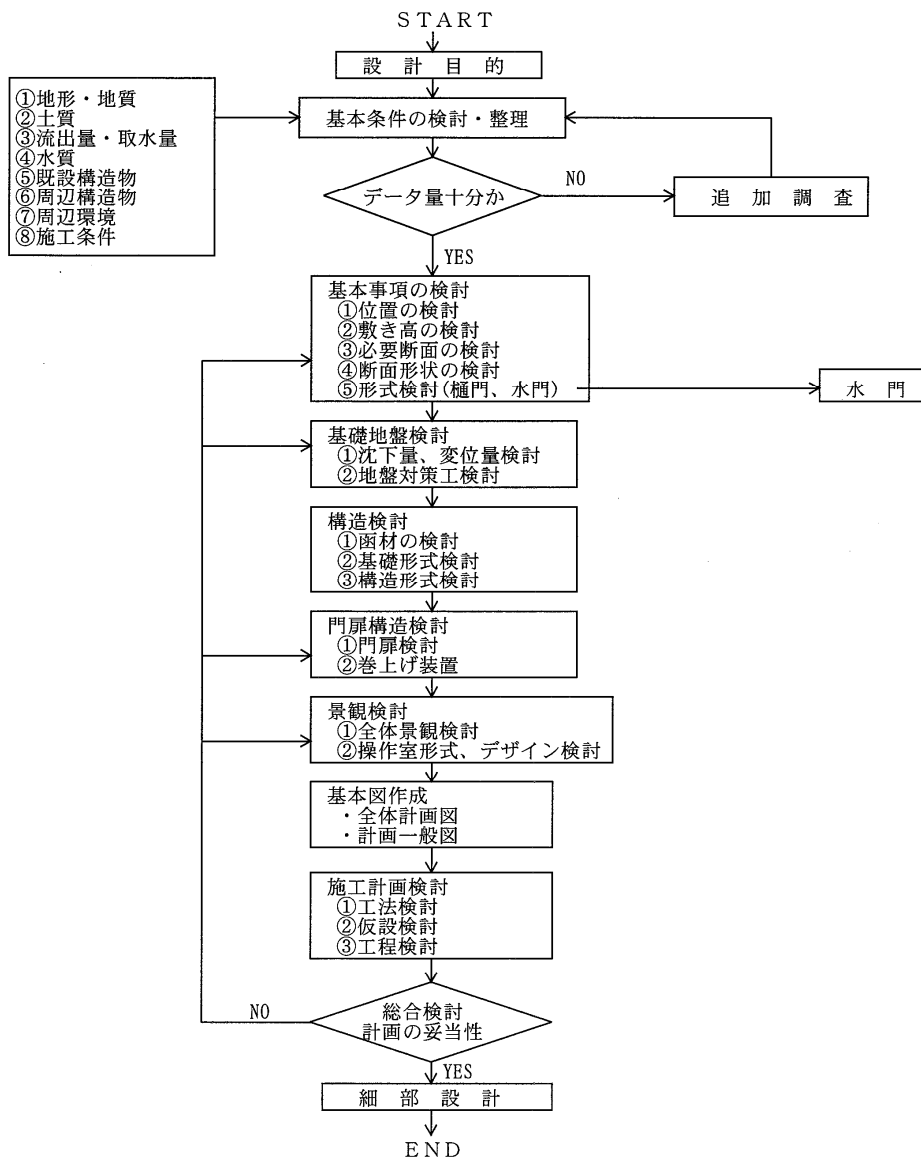 START
設計目的
①地形・地質
②土質
③流出量・取水量
④水質
⑤既設構造物
⑥周辺構造物
⑦周辺環境
⑧施工条件
基本条件の検討・整理
データ量十分か
NO
追加調査
YES
基本事項の検討
①位置の検討
②敷き高の検討
③必要断面の検討
④断面形状の検討
⑤形式検討(樋門、水門)
水門
基礎地盤検討
①沈下量、変位量検討
②地盤対策工検討
構造検討
①函材の検討
②基礎形式検討
③構造形式検討
門扉構造検討
①門扉検討
②巻上げ装置
景観検討
①全体景観検討
②操作室形式、デザイン検討
基本図作成
・全体計画図
・計画一般図
施工計画検討
①工法検討
②仮設検討
③工程検討
NO
総合検討
計画の妥当性
YES
細部設計
END